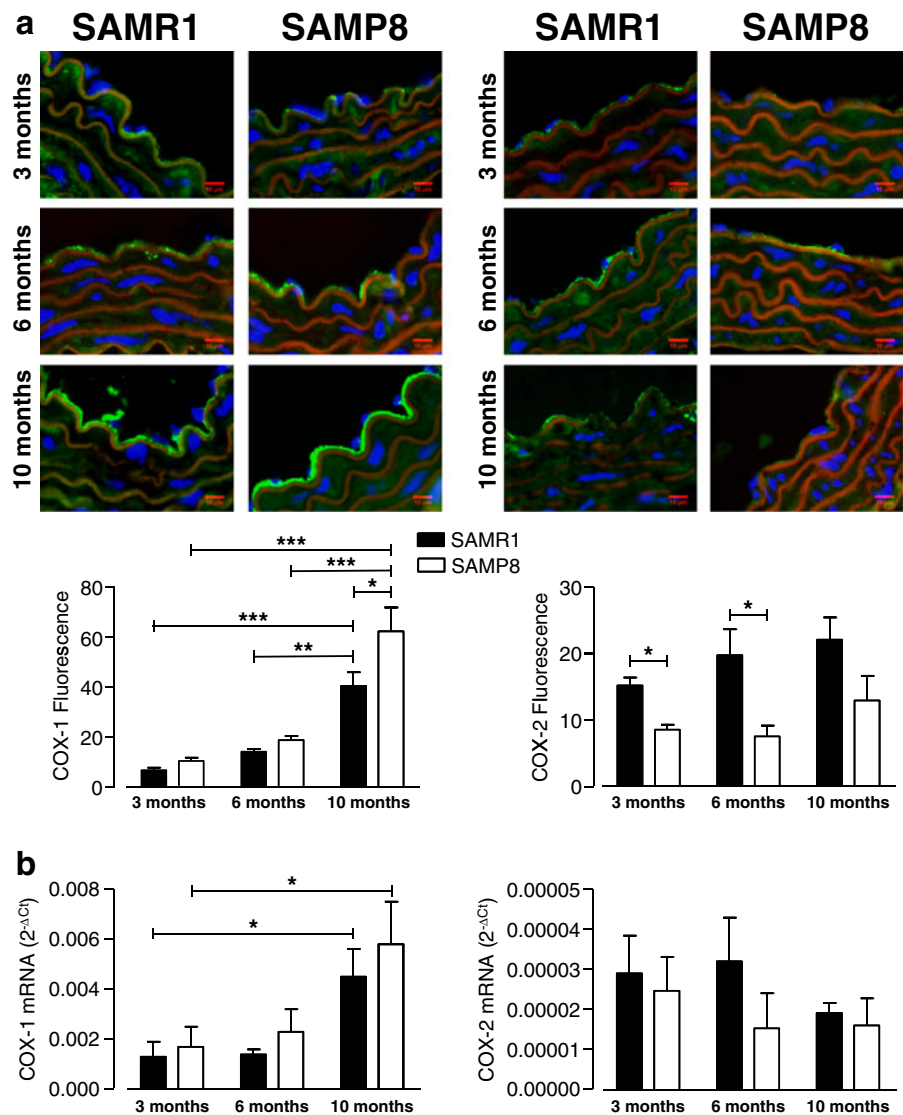 a
SAMR1 SAMP8 SAMR1 SAMP8
3 months
3 months
6 months
6 months
10 months
10 months
SAMR1
SAMP8
COX-1 Fluorescence
80
60
40
20
0
***
***
*
***
**
3 months 6 months 10 months
COX-2 Fluorescence
30
20
10
0
*
*
3 months 6 months 10 months
b
COX-1 mRNA (2-ΔCt)
0.008
0.006
0.004
0.002
0.000
*
*
3 months 6 months 10 months
COX-2 mRNA (2-ΔCt)
0.00005
0.00004
0.00003
0.00002
0.00001
0.00000
3 months 6 months 10 months